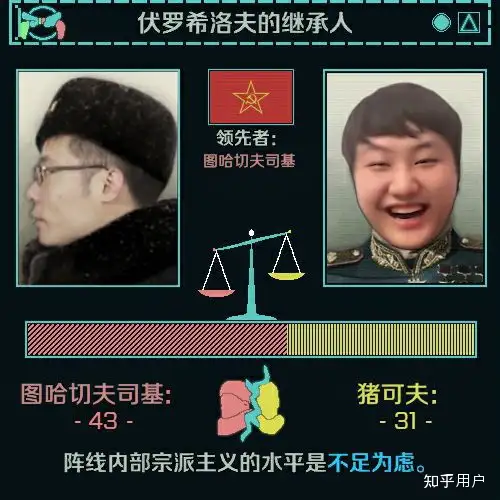 伏罗希洛夫的继承人
领先者：
图哈切夫司基
图哈切夫司基：
- 43 -
猪可夫：
- 31 -
阵线内部宗派主义的水平是不足为虑。
知乎用户